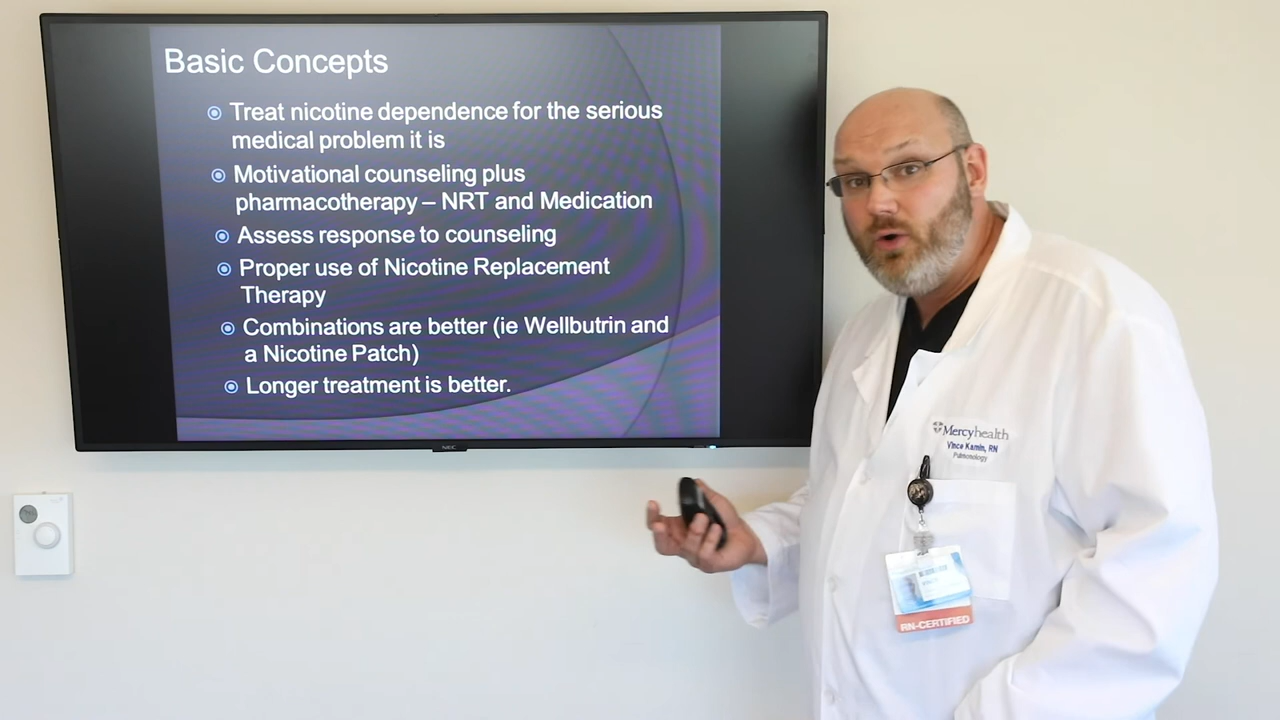 Basic Concepts
Treat nicotine dependence for the serious
medical problem it is
Motivational counseling plus
pharmacotherapy – NRT and Medication
Assess response to counseling
Proper use of Nicotine Replacement
Therapy
Combinations are better (ie Wellbutrin and
a Nicotine Patch)
Longer treatment is better.
NEC
Mercyhealth
Vince Kamin, RN
Pulmonology
RN-CERTIFIED